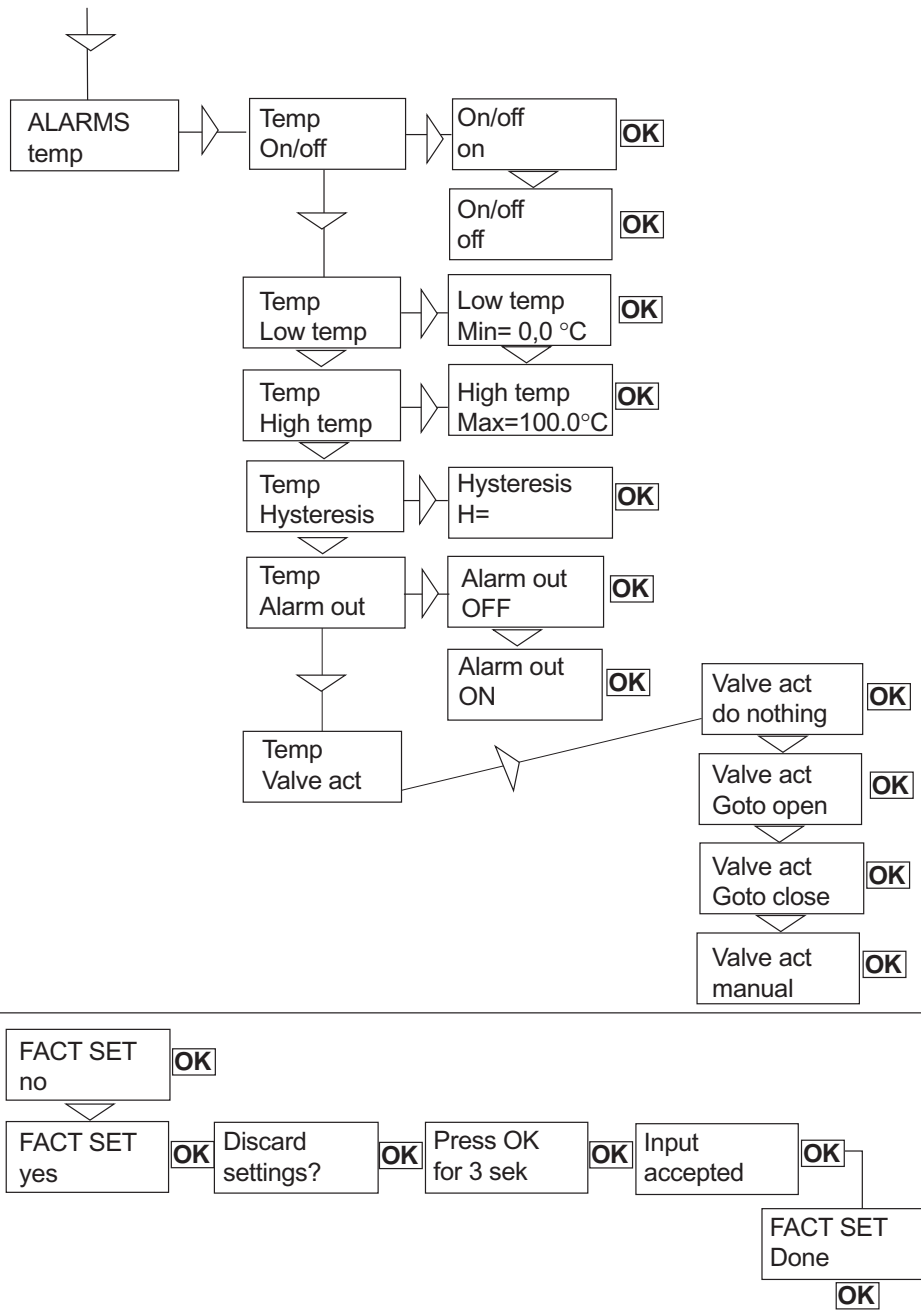 ALARMS
temp
Temp
On/off
On/off
on
OK
On/off
off
OK
Temp
Low temp
Low temp
Min= 0,0 °C
OK
Temp
High temp
High temp
Max=100.0°C
OK
Temp
Hysteresis
Hysteresis
H=
OK
Temp
Alarm out
Alarm out
OFF
OK
Alarm out
ON
OK
Temp
Valve act
Valve act
do nothing
OK
Valve act
Goto open
OK
Valve act
Goto close
OK
Valve act
manual
OK
FACT SET
no
OK
FACT SET
yes
OK
Discard
settings?
OK
Press OK
for 3 sek
OK
Input
accepted
OK
FACT SET
Done
OK